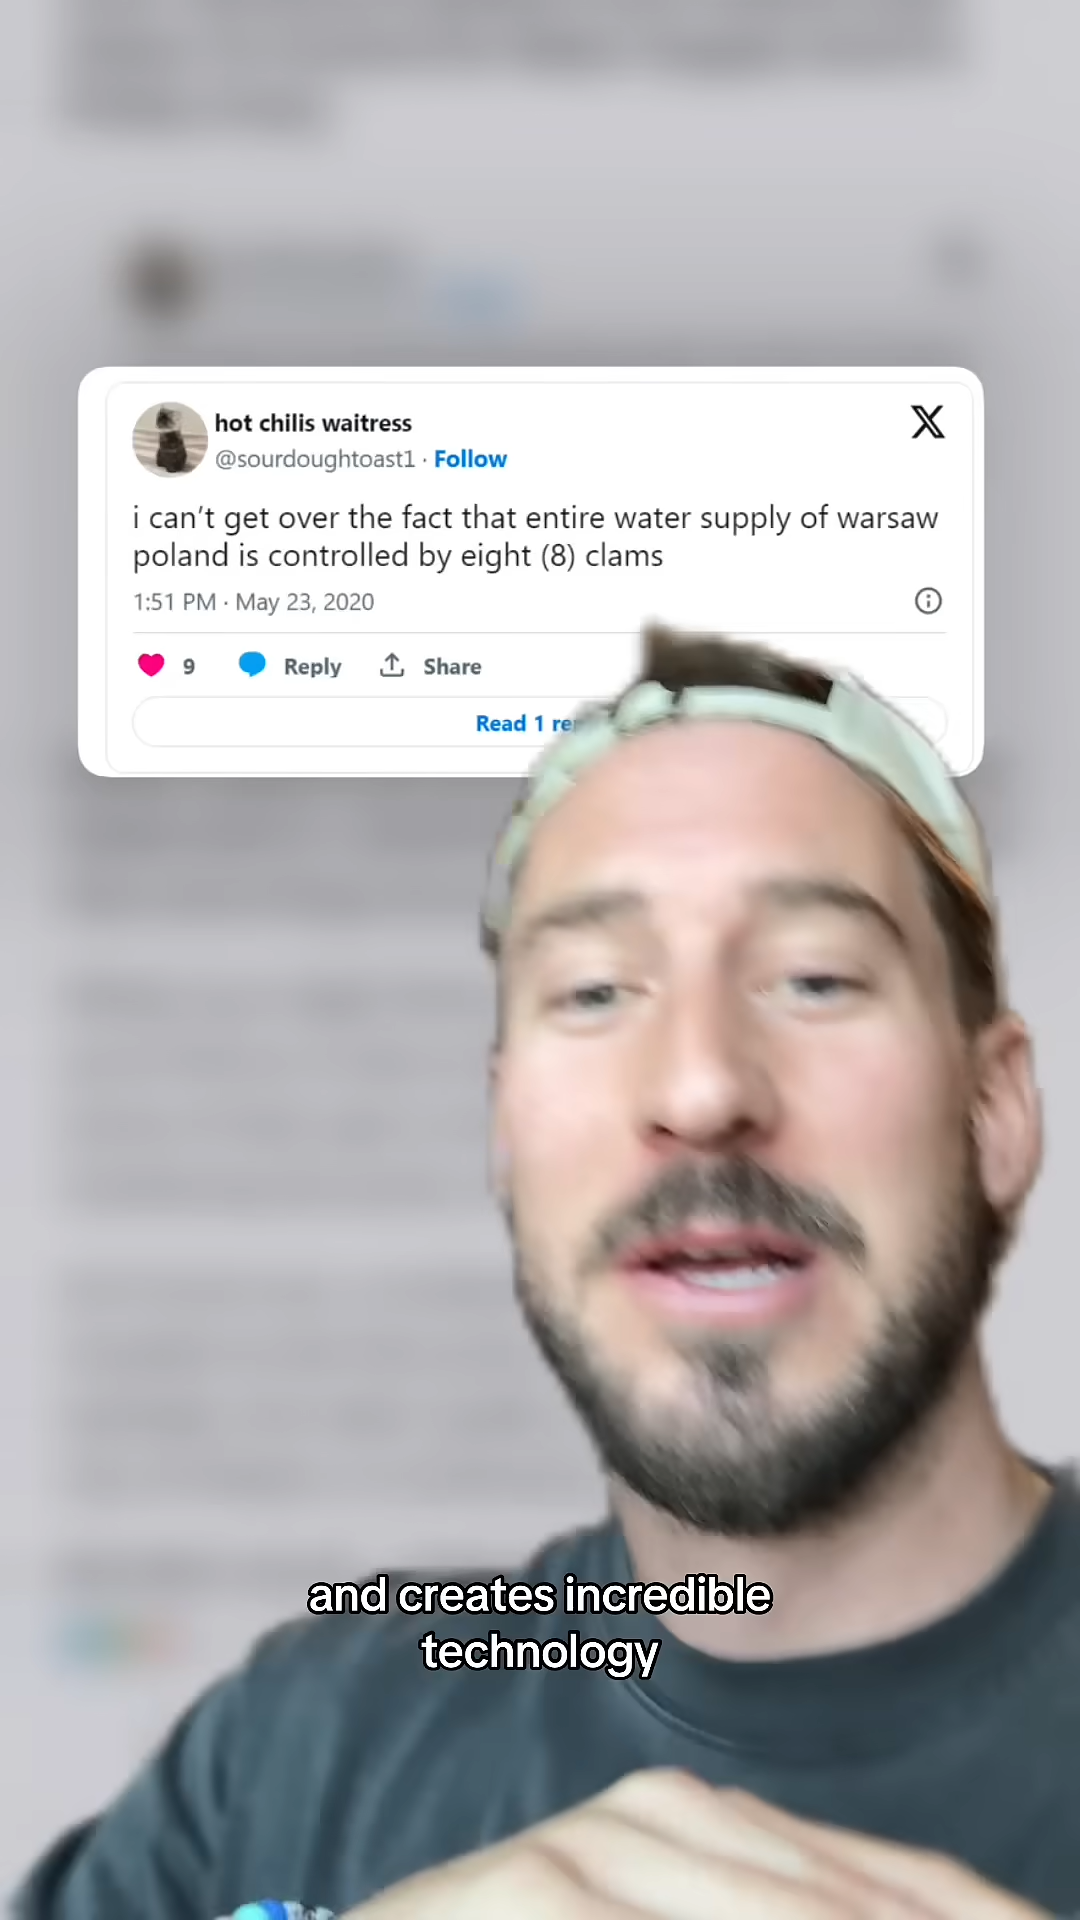 hot chilis waitress
@sourdoughtoast1 · Follow
i can’t get over the fact that entire water supply of warsaw
poland is controlled by eight (8) clams
1:51 PM · May 23, 2020
9 Reply Share
Read 1
and creates incredible
technology